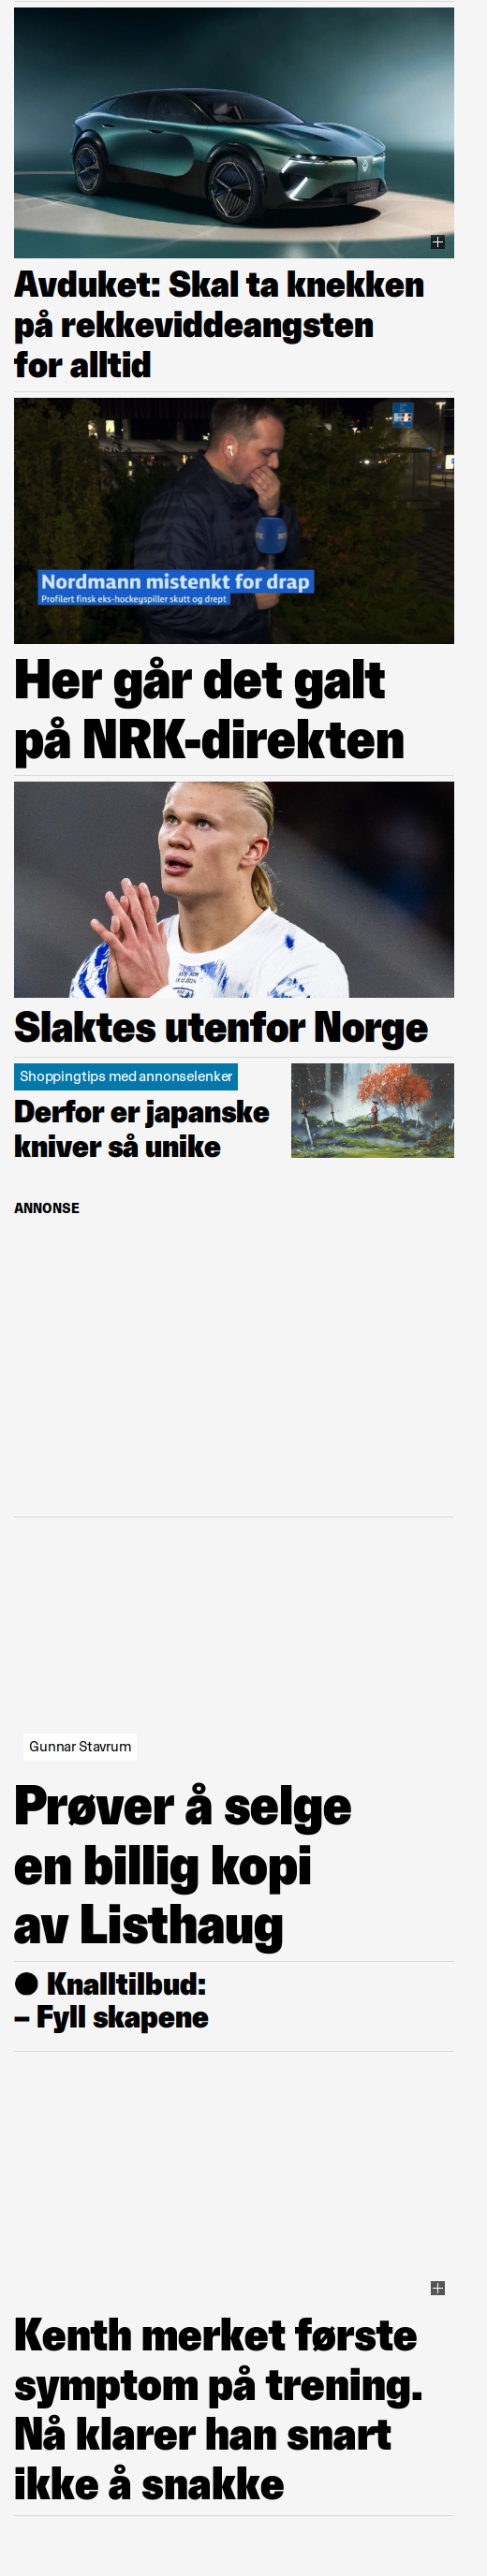 Avduket: Skal ta knekken
på rekkeviddeangsten
for alltid
Nordmann mistenkt for drap
Profilert finsk eks-hockeyspiller skutt og drept
Her går det galt
på NRK-direkten
Slaktes utenfor Norge
Shoppingtips med annonselenker
Derfor er japanske
kniver så unike
ANNONSE
Gunnar Stavrum
Prøver å selge
en billig kopi
av Listhaug
● Knalltilbud:
– Fyll skapene
Kenth merket første
symptom på trening.
Nå klarer han snart
ikke å snakke